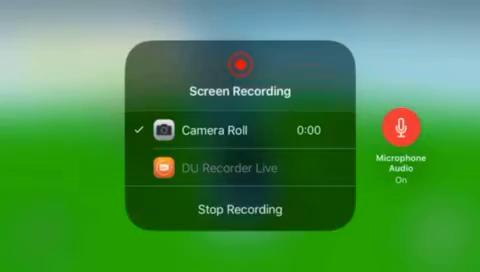 Screen Recording
Camera Roll 0:00
DU Recorder Live
Stop Recording
Microphone
Audio
On